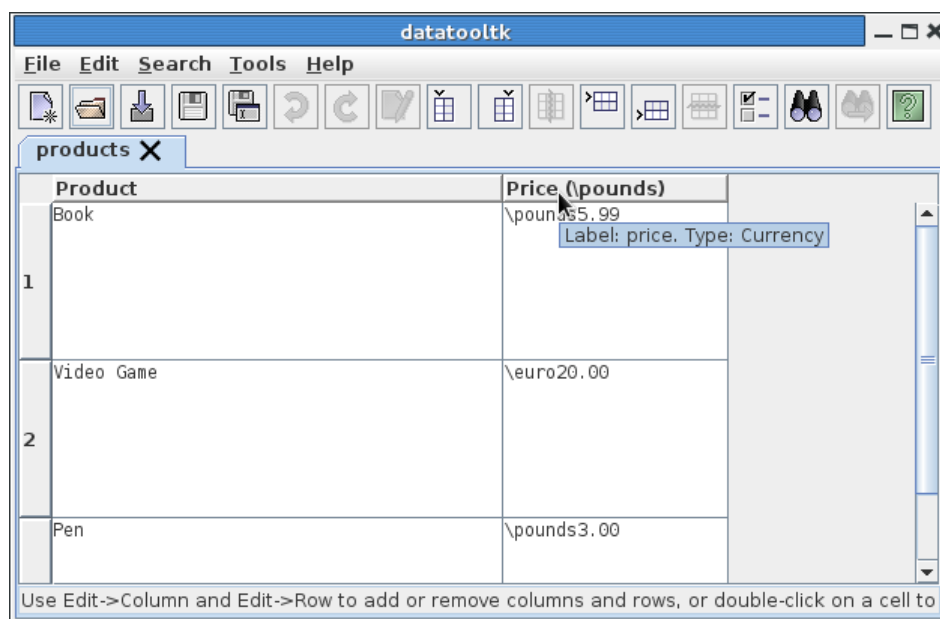 datatooltk
File Edit Search Tools Help
products
Product Price (\pounds)
Book \pounds5.99
Label: price. Type: Currency
1
Video Game \euro20.00
2
Pen \pounds3.00
Use Edit->Column and Edit->Row to add or remove columns and rows, or double-click on a cell to